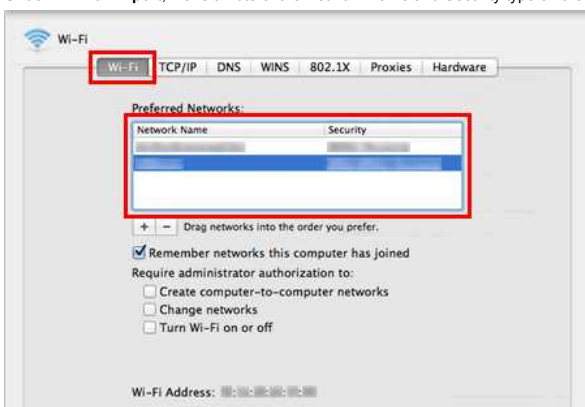 Wi-Fi
Wi-Fi TCP/IP DNS WINS 802.1X Proxies Hardware
Preferred Networks:
Network Name Security
+ - Drag networks into the order you prefer.
Remember networks this computer has joined
Require administrator authorization to:
Create computer-to-computer networks
Change networks
Turn Wi-Fi on or off
Wi-Fi Address: